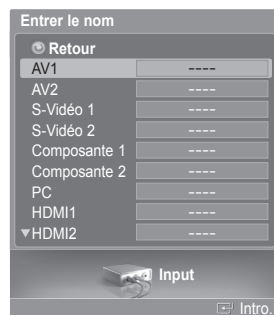 Entrer le nom
Retour
AV1 ----
AV2 ----
S-Vidéo 1 ----
S-Vidéo 2 ----
Composante 1 ----
Composante 2 ----
PC ----
HDMI1 ----
▼HDMI2 ----
Input
Intro.